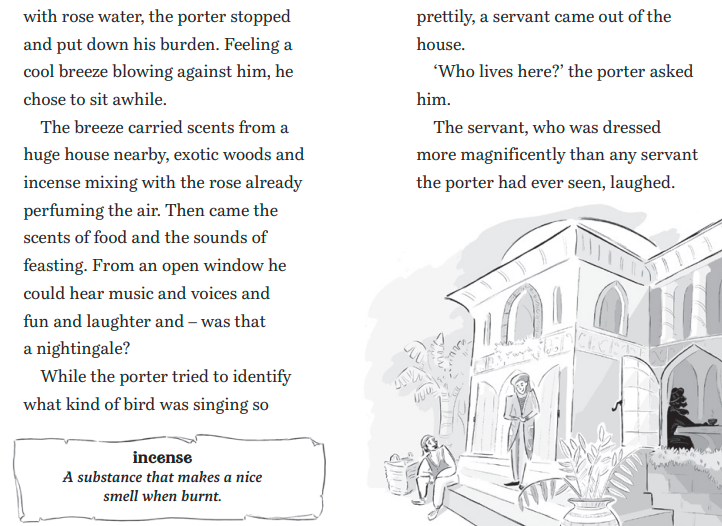 with rose water, the porter stopped
and put down his burden. Feeling a
cool breeze blowing against him, he
chose to sit awhile.
The breeze carried scents from a
huge house nearby, exotic woods and
incense mixing with the rose already
perfuming the air. Then came the
scents of food and the sounds of
feasting. From an open window he
could hear music and voices and
fun and laughter and – was that
a nightingale?
While the porter tried to identify
what kind of bird was singing so
incense
A substance that makes a nice
smell when burnt.
prettily, a servant came out of the
house.
‘Who lives here?’ the porter asked
him.
The servant, who was dressed
more magnificently than any servant
the porter had ever seen, laughed.